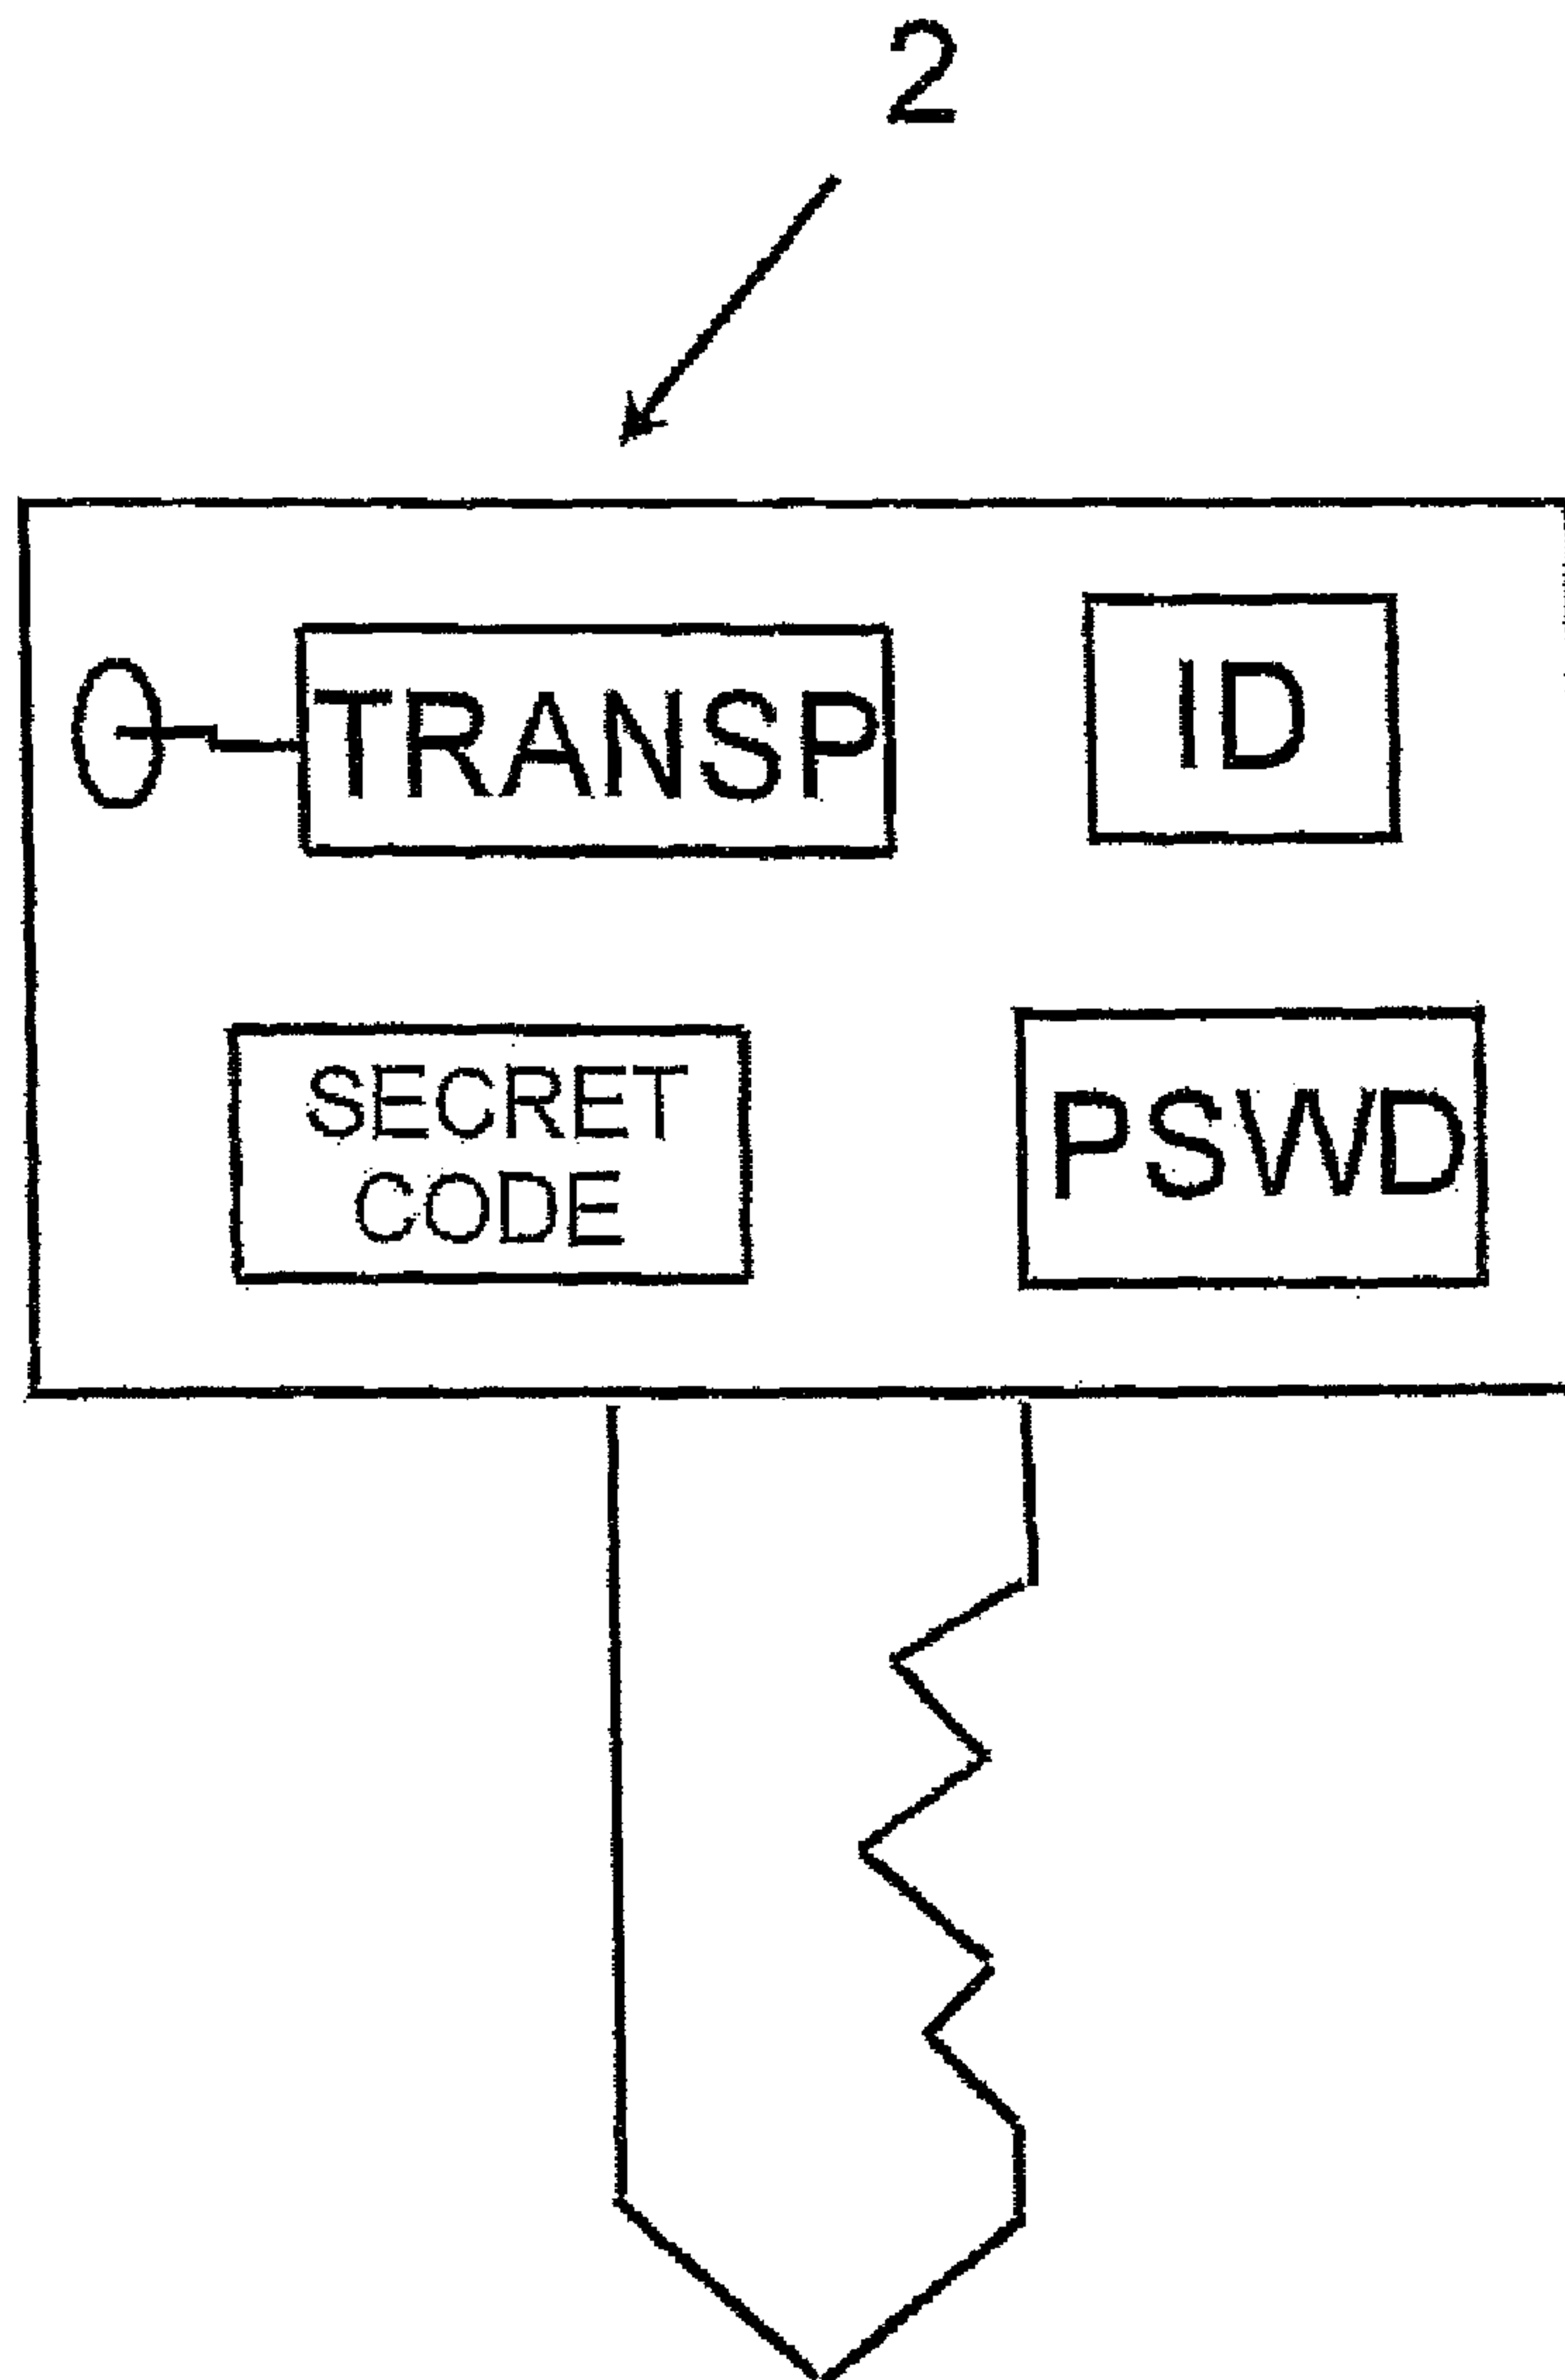 2
TRANSP
ID
SECRET
CODE
PSWD